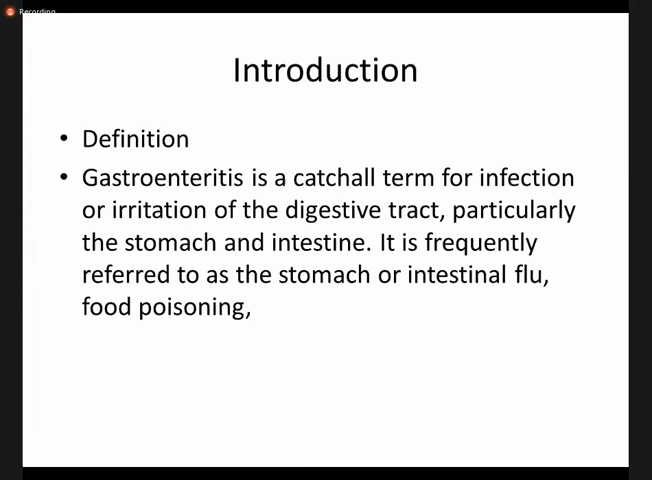 Recording
Introduction
• Definition
• Gastroenteritis is a catchall term for infection
or irritation of the digestive tract, particularly
the stomach and intestine. It is frequently
referred to as the stomach or intestinal flu,
food poisoning,